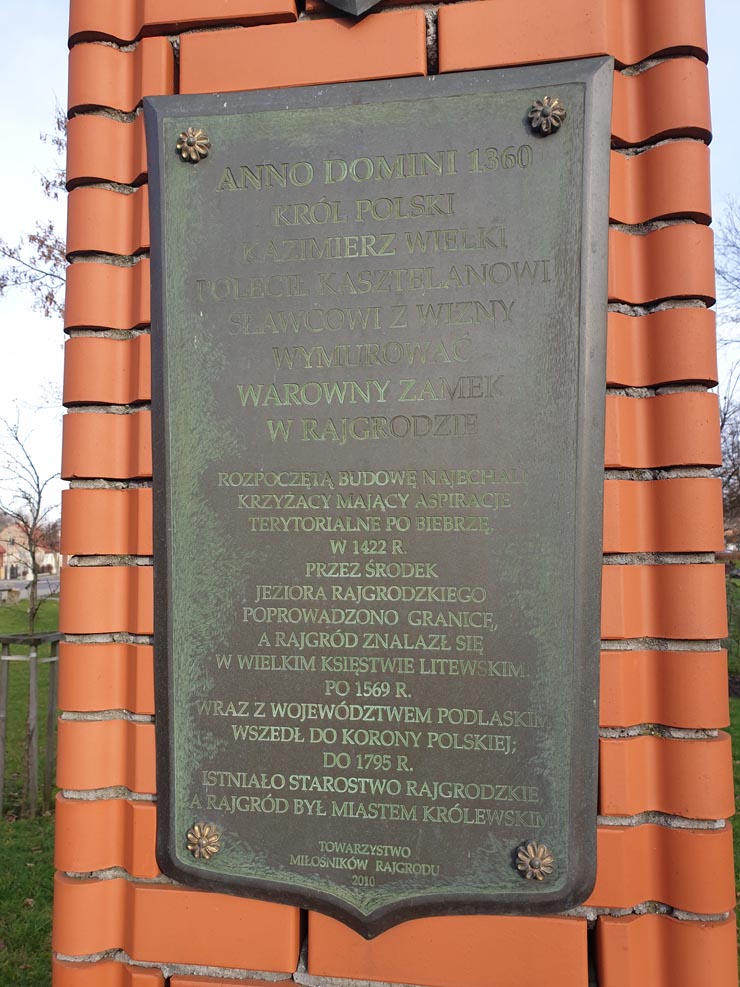 ANNO DOMINI 1360
KRÓL POLSKI
KAZIMIERZ WIELKI
POLECIŁ KASZTELANOWI
SŁAWCOWI Z WIZNY
WYMUROWAĆ
WAROWNY ZAMEK
W RAJGRODZIE
ROZPOCZĘTĄ BUDOWĘ NAJECHALI
KRZYŻACY MAJĄCY ASPIRACJE
TERYTORIALNE PO BIEBRZĘ.
W 1422 R.
PRZEZ ŚRODEK
JEZIORA RAJGRODZKIEGO
POPROWADZONO GRANICĘ,
A RAJGRÓD ZNALAZŁ SIĘ
W WIELKIM KSIĘSTWIE LITEWSKIM.
PO 1569 R.
WRAZ Z WOJEWÓDZTWEM PODLASKIM
WSZEDŁ DO KORONY POLSKIEJ;
DO 1795 R.
ISTNIAŁO STAROSTWO RAJGRODZKIE
A RAJGRÓD BYŁ MIASTEM KRÓLEWSKIM
TOWARZYSTWO
MIŁOŚNIKÓW RAJGRODU
2010